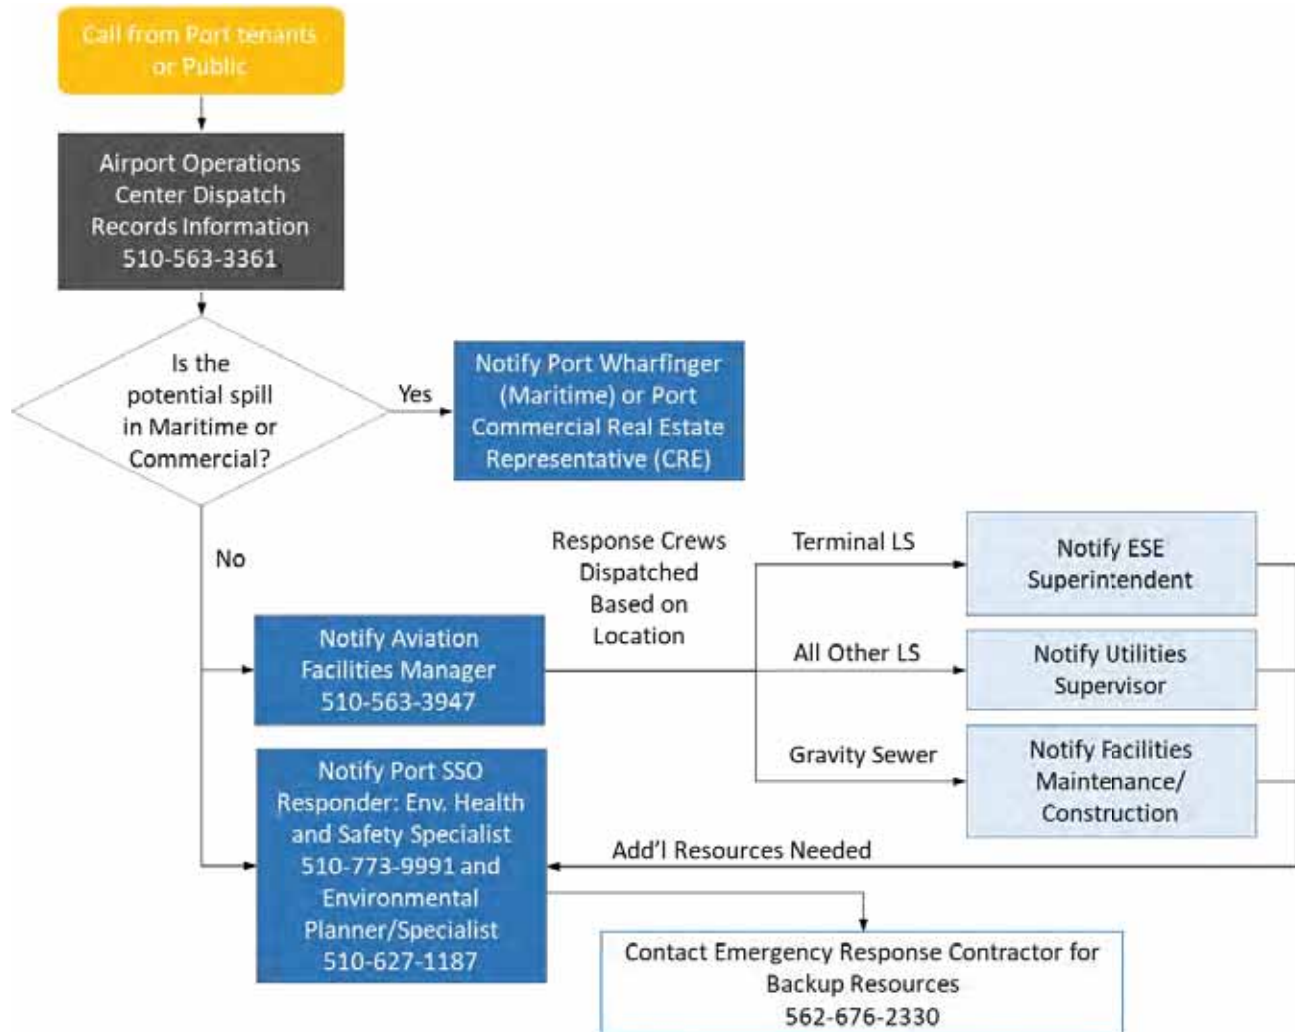 Call from Port tenants
or Public
Airport Operations
Center Dispatch
Records Information
510-563-3361
Is the
potential spill
in Maritime or
Commercial?
Yes
Notify Port Wharfinger
(Maritime) or Port
Commercial Real Estate
Representative (CRE)
No
Notify Aviation
Facilities Manager
510-563-3947
Response Crews
Dispatched
Based on
Location
Terminal LS
Notify ESE
Superintendent
All Other LS
Notify Utilities
Supervisor
Gravity Sewer
Notify Facilities
Maintenance/
Construction
Notify Port SSO
Responder: Env. Health
and Safety Specialist
510-773-9991 and
Environmental
Planner/Specialist
510-627-1187
Add'l Resources Needed
Contact Emergency Response Contractor for
Backup Resources
562-676-2330